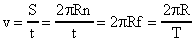 v = S/t = 2πRn/t = 2πRf = 2πR/T